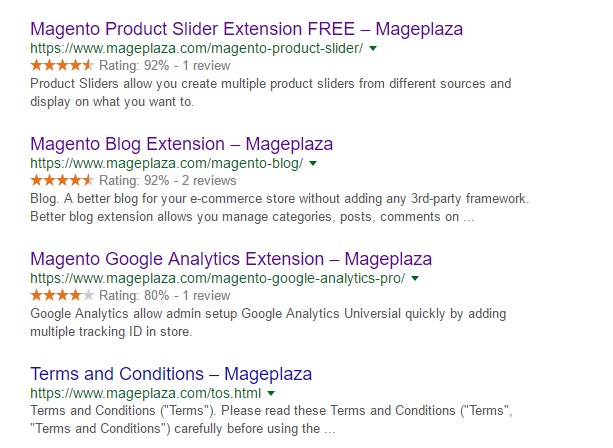 Magento Product Slider Extension FREE – Mageplaza
https://www.mageplaza.com/magento-product-slider/
Rating: 92% - 1 review
Product Sliders allow you create multiple product sliders from different sources and
display on what you want to.
Magento Blog Extension – Mageplaza
https://www.mageplaza.com/magento-blog/
Rating: 92% - 2 reviews
Blog. A better blog for your e-commerce store without adding any 3rd-party framework.
Better blog extension allows you manage categories, posts, comments on ...
Magento Google Analytics Extension – Mageplaza
https://www.mageplaza.com/magento-google-analytics-pro/
Rating: 80% - 1 review
Google Analytics allow admin setup Google Analytics Universial quickly by adding
multiple tracking ID in store.
Terms and Conditions – Mageplaza
https://www.mageplaza.com/tos.html
Terms and Conditions ("Terms"). Please read these Terms and Conditions ("Terms",
"Terms and Conditions") carefully before using the ...